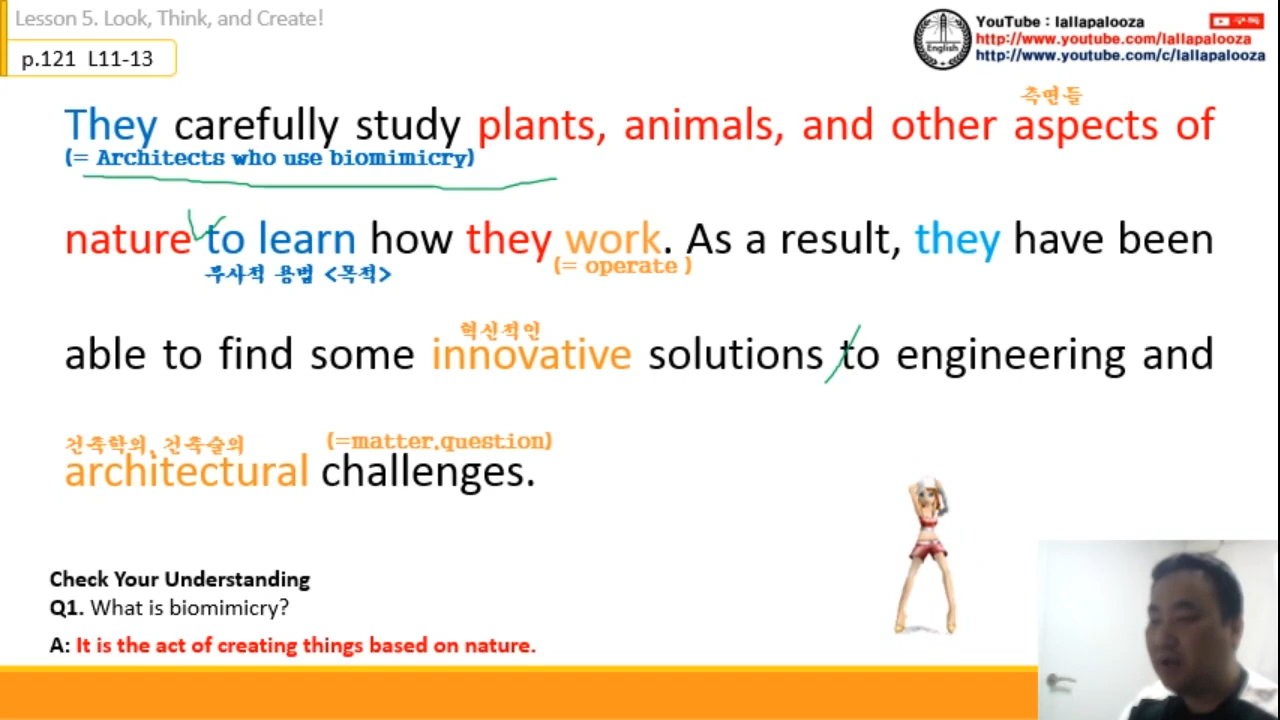 Lesson 5. Look, Think, and Create!
p.121 L11-13
YouTube : lallapalooza
구독
http://www.youtube.com/lallapalooza
http://www.youtube.com/c/lallapalooza
English
측면들
They carefully study plants, animals, and other aspects of
(= Architects who use biomimicry)
nature to learn how they work. As a result, they have been
부사적 용법 <목적>
(= operate )
혁신적인
able to find some innovative solutions to engineering and
건축학의, 건축술의
(=matter,question)
architectural challenges.
Check Your Understanding
Q1. What is biomimicry?
A: It is the act of creating things based on nature.